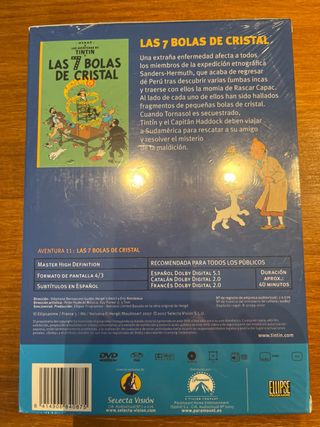 HERGÉ
LAS AVENTURAS DE
TINTIN
LAS 7 BOLAS
DE CRISTAL
LAS 7 BOLAS DE CRISTAL
Una extraña enfermedad afecta a todos
los miembros de la expedición etnográfica
Sanders-Hermuth, que acaba de regresar
de Perú tras descubrir varias tumbas incas
y traerse con ellos la momia de Rascar Capac.
Al lado de cada uno de ellos han sido hallados
fragmentos de pequeñas bolas de cristal.
Cuando Tornasol es secuestrado,
Tintín y el Capitán Haddock deben viajar
a Sudamérica para rescatar a su amigo
y resolver el misterio
de la maldición.
AVENTURA 11: LAS 7 BOLAS DE CRISTAL
MASTER HIGH DEFINITION
FORMATO DE PANTALLA 4/3
SUBTÍTULOS EN ESPAÑOL
RECOMENDADA PARA TODOS LOS PÚBLICOS
ESPAÑOL DOLBY DIGITAL 5.1
CATALÁN DOLBY DIGITAL 2.0
FRANCÉS DOLBY DIGITAL 2.0
DURACIÓN
APROX.:
40 MINUTOS
www.tintin.com
DVD
SELECTA VISIÓN
www.selecta-vision.com
Paramount
www.paramount.es
ELLIPSE
8 414906 840675